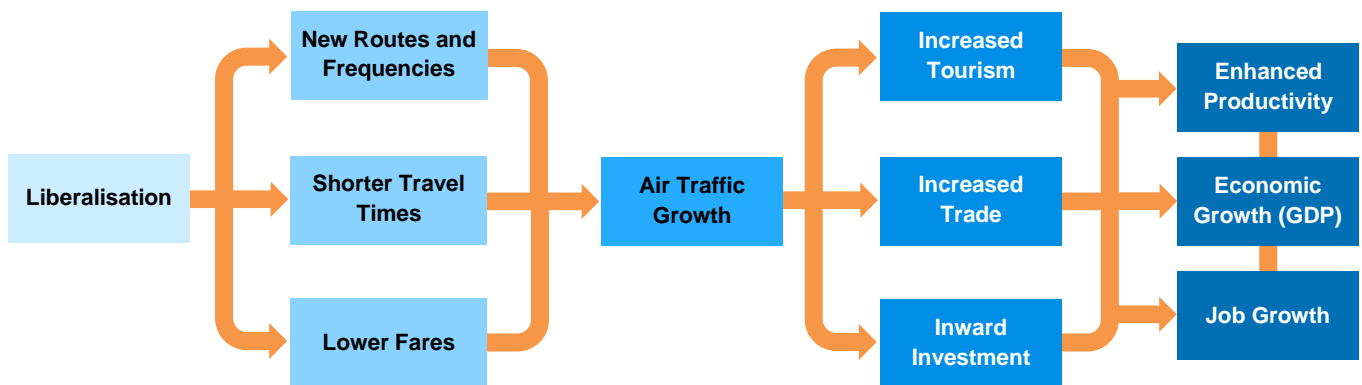 Liberalisation
New Routes and
Frequencies
Shorter Travel
Times
Lower Fares
Air Traffic
Growth
Increased
Tourism
Increased
Trade
Inward
Investment
Enhanced
Productivity
Economic
Growth (GDP)
Job Growth